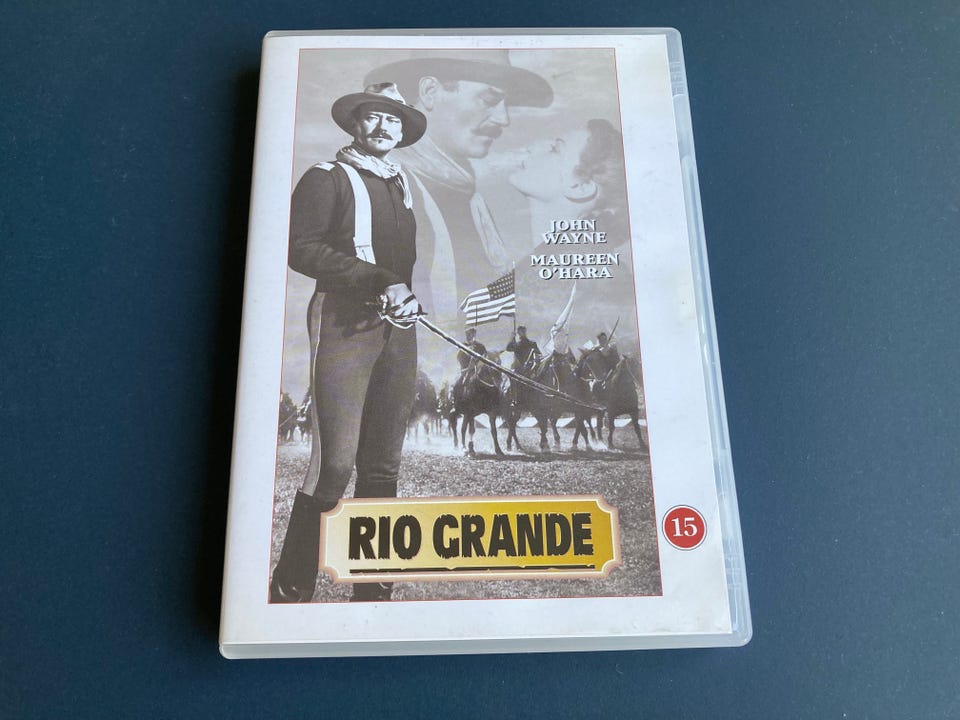 JOHN
WAYNE
MAUREEN
O'HARA
RIO GRANDE
15